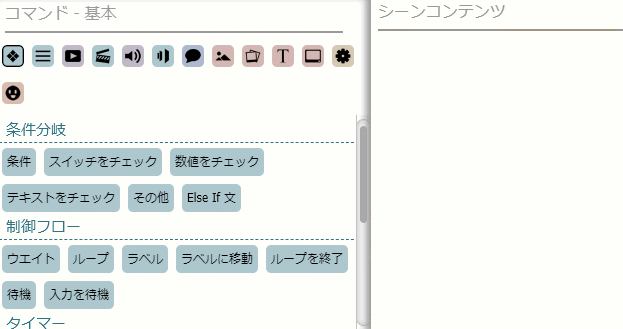 コマンド - 基本
シーンコンテンツ
T
条件分岐
条件 スイッチをチェック 数値をチェック
テキストをチェック その他 Else If 文
制御フロー
ウエイト ループ ラベル ラベルに移動 ループを終了
待機 入力を待機
タイマー